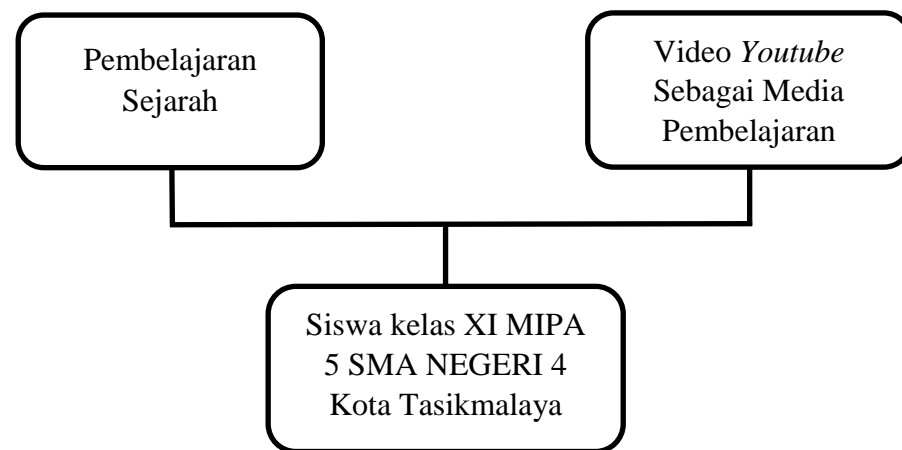 Pembelajaran
Sejarah
Video Youtube
Sebagai Media
Pembelajaran
Siswa kelas XI MIPA
5 SMA NEGERI 4
Kota Tasikmalaya